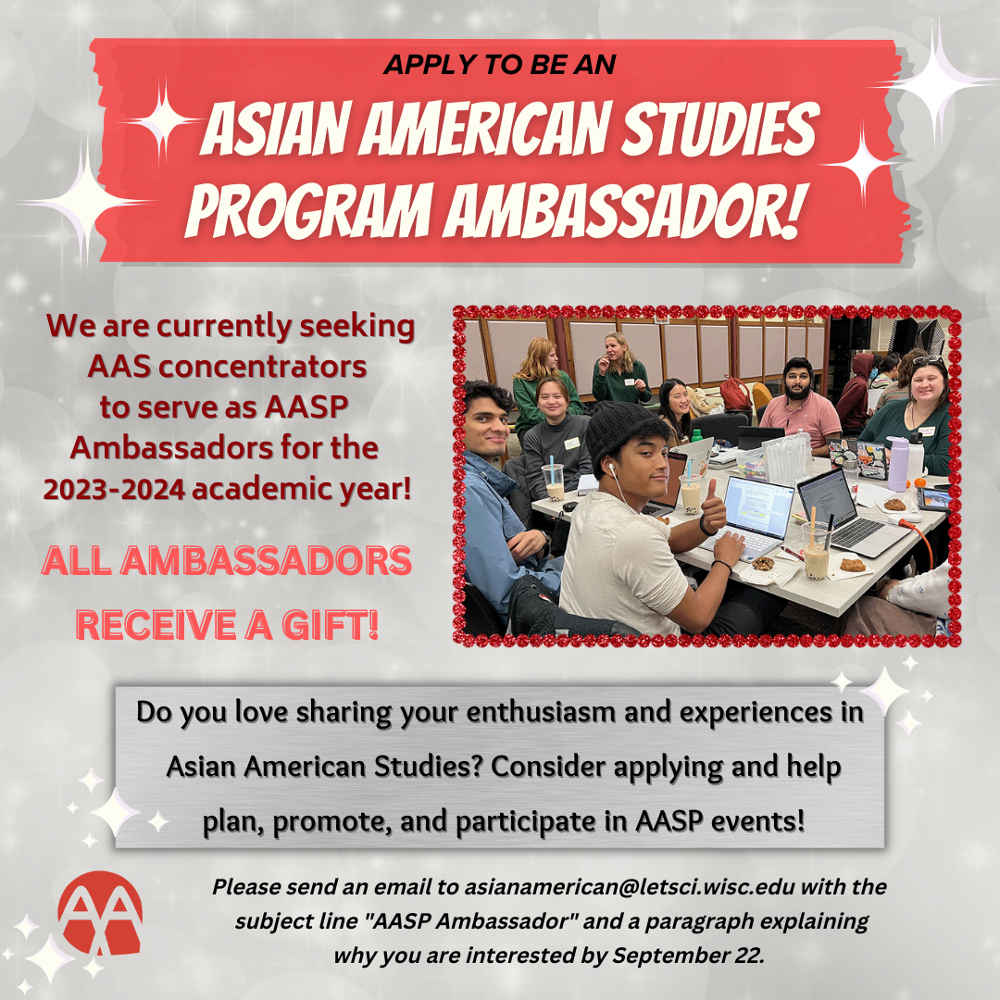 APPLY TO BE AN
ASIAN AMERICAN STUDIES
PROGRAM AMBASSADOR!
We are currently seeking
AAS concentrators
to serve as AASP
Ambassadors for the
2023-2024 academic year!
ALL AMBASSADORS
RECEIVE A GIFT!
Do you love sharing your enthusiasm and experiences in
Asian American Studies? Consider applying and help
plan, promote, and participate in AASP events!
AAA
Please send an email to asianamerican@letsci.wisc.edu with the
subject line "AASP Ambassador" and a paragraph explaining
why you are interested by September 22.